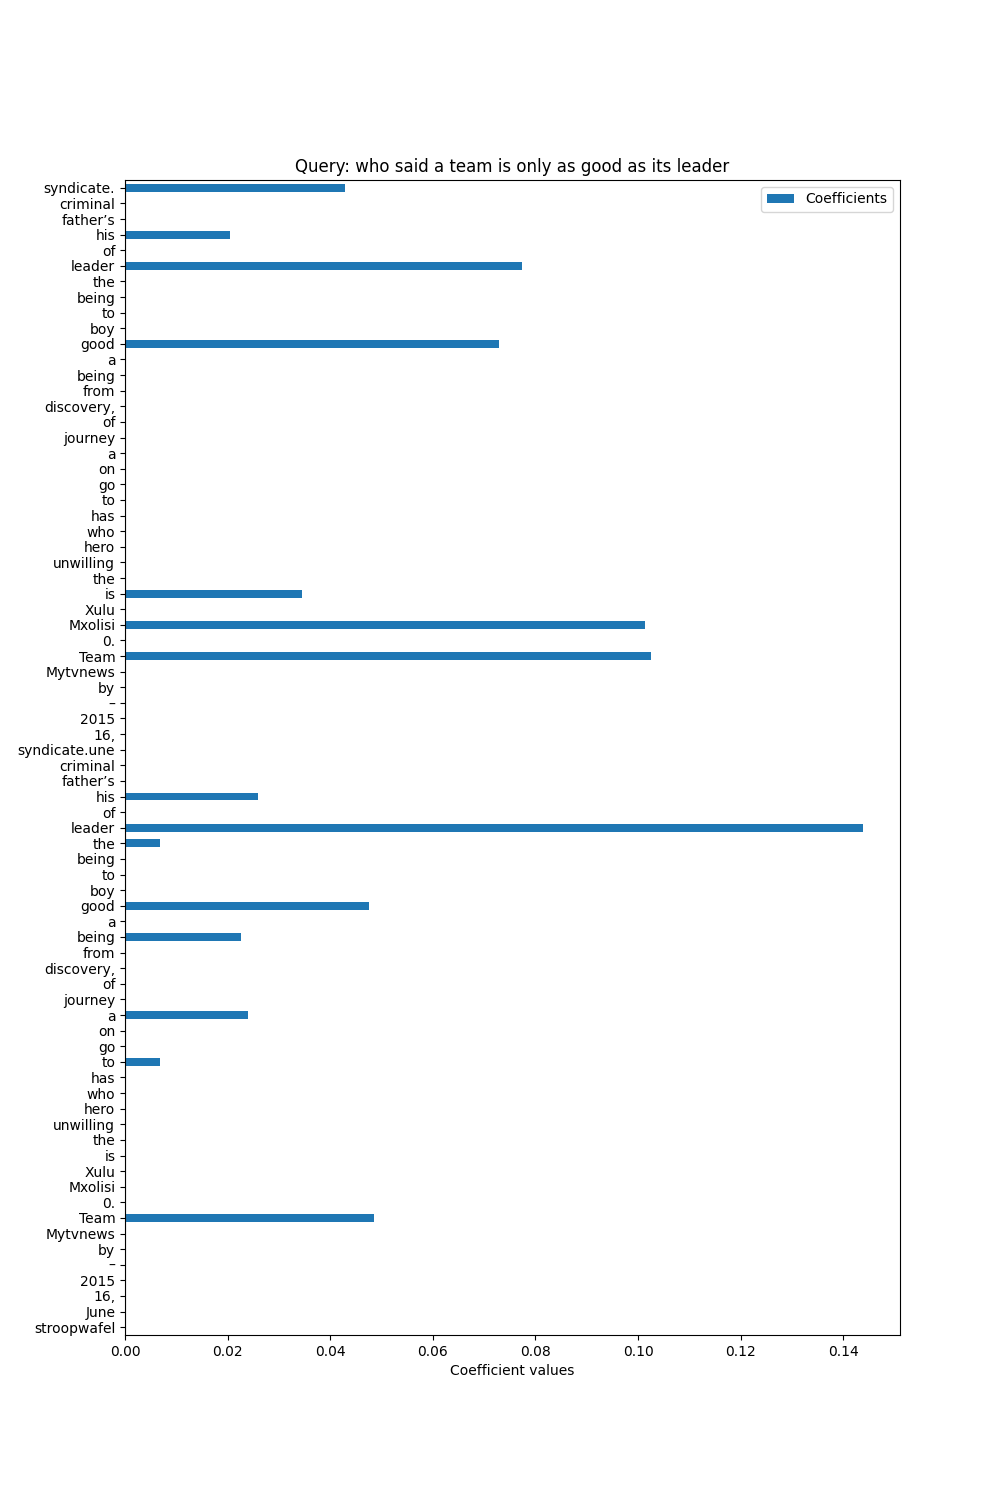 Query: who said a team is only as good as its leader
Coefficients
syndicate.
criminal
father’s
his
of
leader
the
being
to
boy
good
a
being
from
discovery,
of
journey
a
on
go
to
has
who
hero
unwilling
the
is
Xulu
Mxolisi
0.
Team
Mytvnews
by
–
2015
16,
syndicate.une
criminal
father’s
his
of
leader
the
being
to
boy
good
a
being
from
discovery,
of
journey
a
on
go
to
has
who
hero
unwilling
the
is
Xulu
Mxolisi
0.
Team
Mytvnews
by
–
2015
16,
June
stroopwafel
0.00 0.02 0.04 0.06 0.08 0.10 0.12 0.14
Coefficient values